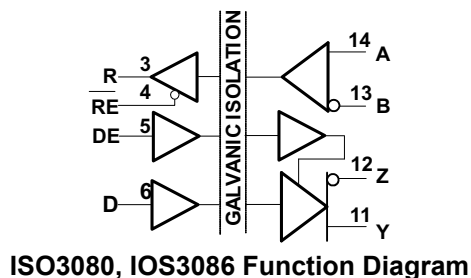 14 A
R 3
4
RE
13 B
DE 5
GALVANIC ISOLATION
12 Z
D 6
11 Y
ISO3080, IOS3086 Function Diagram